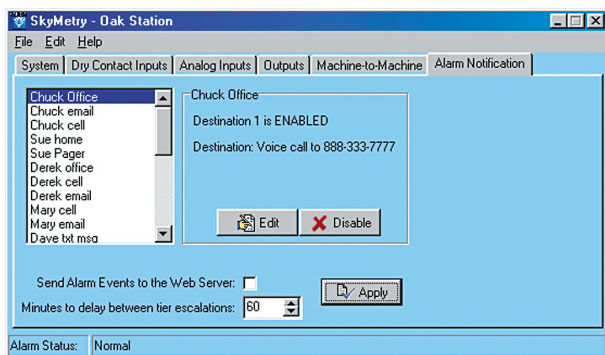 SkyMetry - Oak Station
File Edit Help
System Dry Contact Inputs Analog Inputs Outputs Machine-to-Machine Alarm Notification
Chuck Office
Chuck email
Chuck cell
Sue home
Sue Pager
Derek office
Derek cell
Derek email
Mary cell
Mary email
Dave txt msg
Chuck Office
Destination 1 is ENABLED
Destination: Voice call to 888-333-7777
Edit Disable
Send Alarm Events to the Web Server:
Minutes to delay between tier escalations: 60
Apply
Alarm Status: Normal